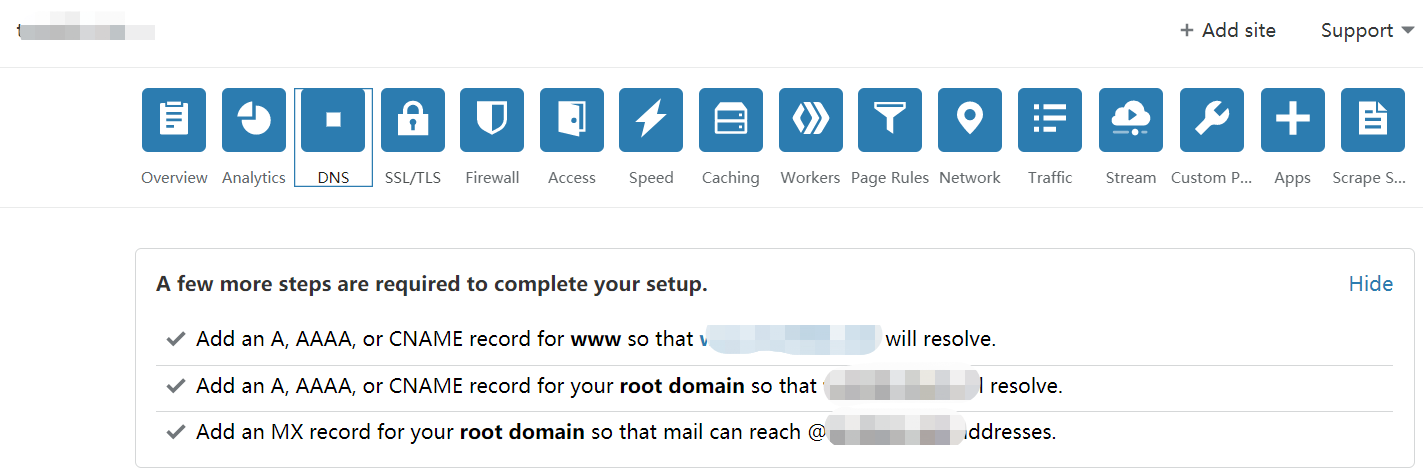 + Add site Support
Overview Analytics DNS SSL/TLS Firewall Access Speed Caching Workers Page Rules Network Traffic Stream Custom P... Apps Scrape S...
A few more steps are required to complete your setup. Hide
Add an A, AAAA, or CNAME record for www so that will resolve.
Add an A, AAAA, or CNAME record for your root domain so that resolve.
Add an MX record for your root domain so that mail can reach @